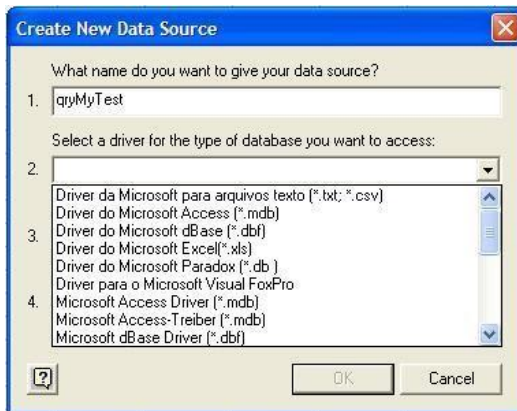 Create New Data Source
What name do you want to give your data source?
1. qryMyTest
Select a driver for the type of database you want to access:
2.
Driver da Microsoft para arquivos texto (*.txt; *.csv)
Driver do Microsoft Access (*.mdb)
Driver do Microsoft dBase (*.dbf)
3. Driver do Microsoft Excel(*.xls)
Driver do Microsoft Paradox (*.db )
Driver para o Microsoft Visual FoxPro
4. Microsoft Access Driver (*.mdb)
Microsoft Access-Treiber (*.mdb)
Microsoft dBase Driver (*.dbf)
? OK Cancel